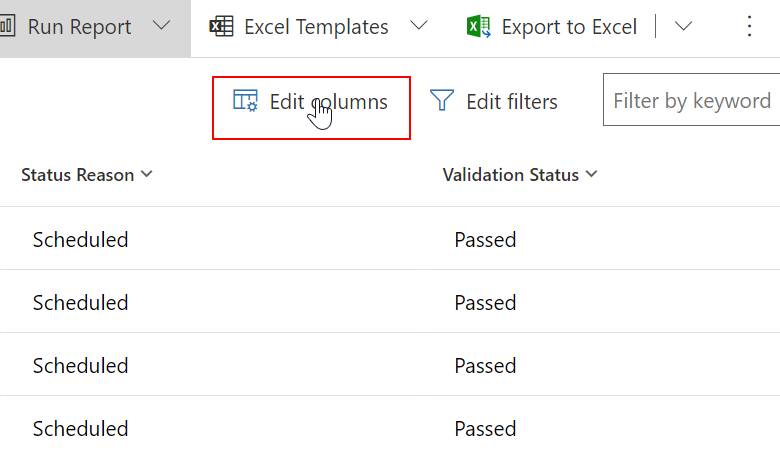 Run Report Excel Templates Export to Excel
Edit columns Edit filters Filter by keyword
Status Reason Validation Status
Scheduled Passed
Scheduled Passed
Scheduled Passed
Scheduled Passed